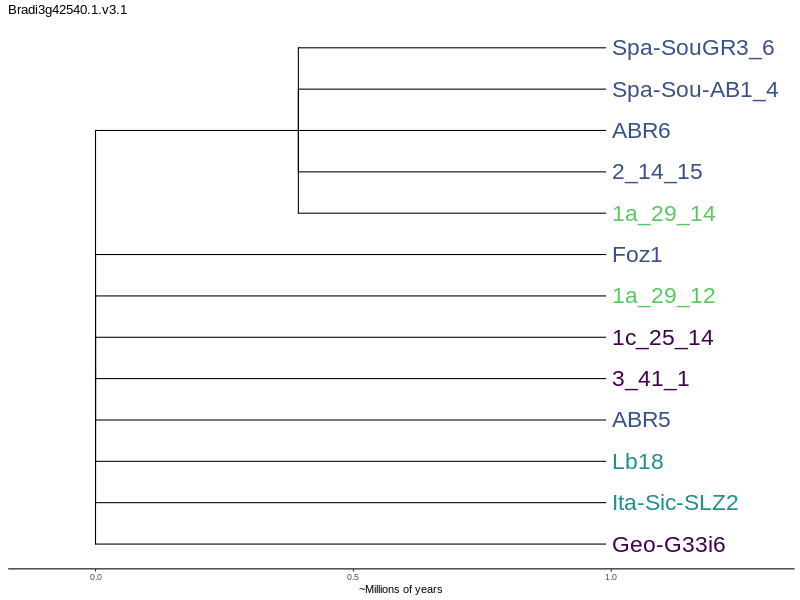 Bradi3g42540.1.v3.1
Spa-SouGR3_6
Spa-Sou-AB1_4
ABR6
2_14_15
1a_29_14
Foz1
1a_29_12
1c_25_14
3_41_1
ABR5
Lb18
Ita-Sic-SLZ2
Geo-G33i6
0.0 0.5 1.0
~Millions of years